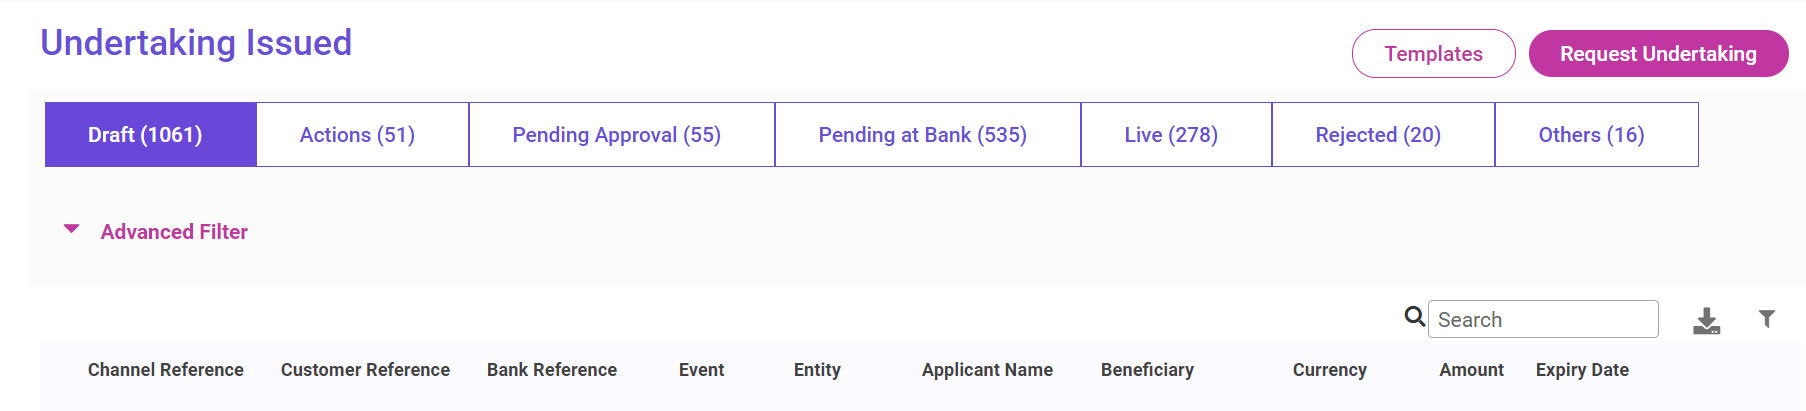 Undertaking Issued
Templates Request Undertaking
Draft (1061) Actions (51) Pending Approval (55) Pending at Bank (535) Live (278) Rejected (20) Others (16)
Advanced Filter
Search
Channel Reference Customer Reference Bank Reference Event Entity Applicant Name Beneficiary Currency Amount Expiry Date